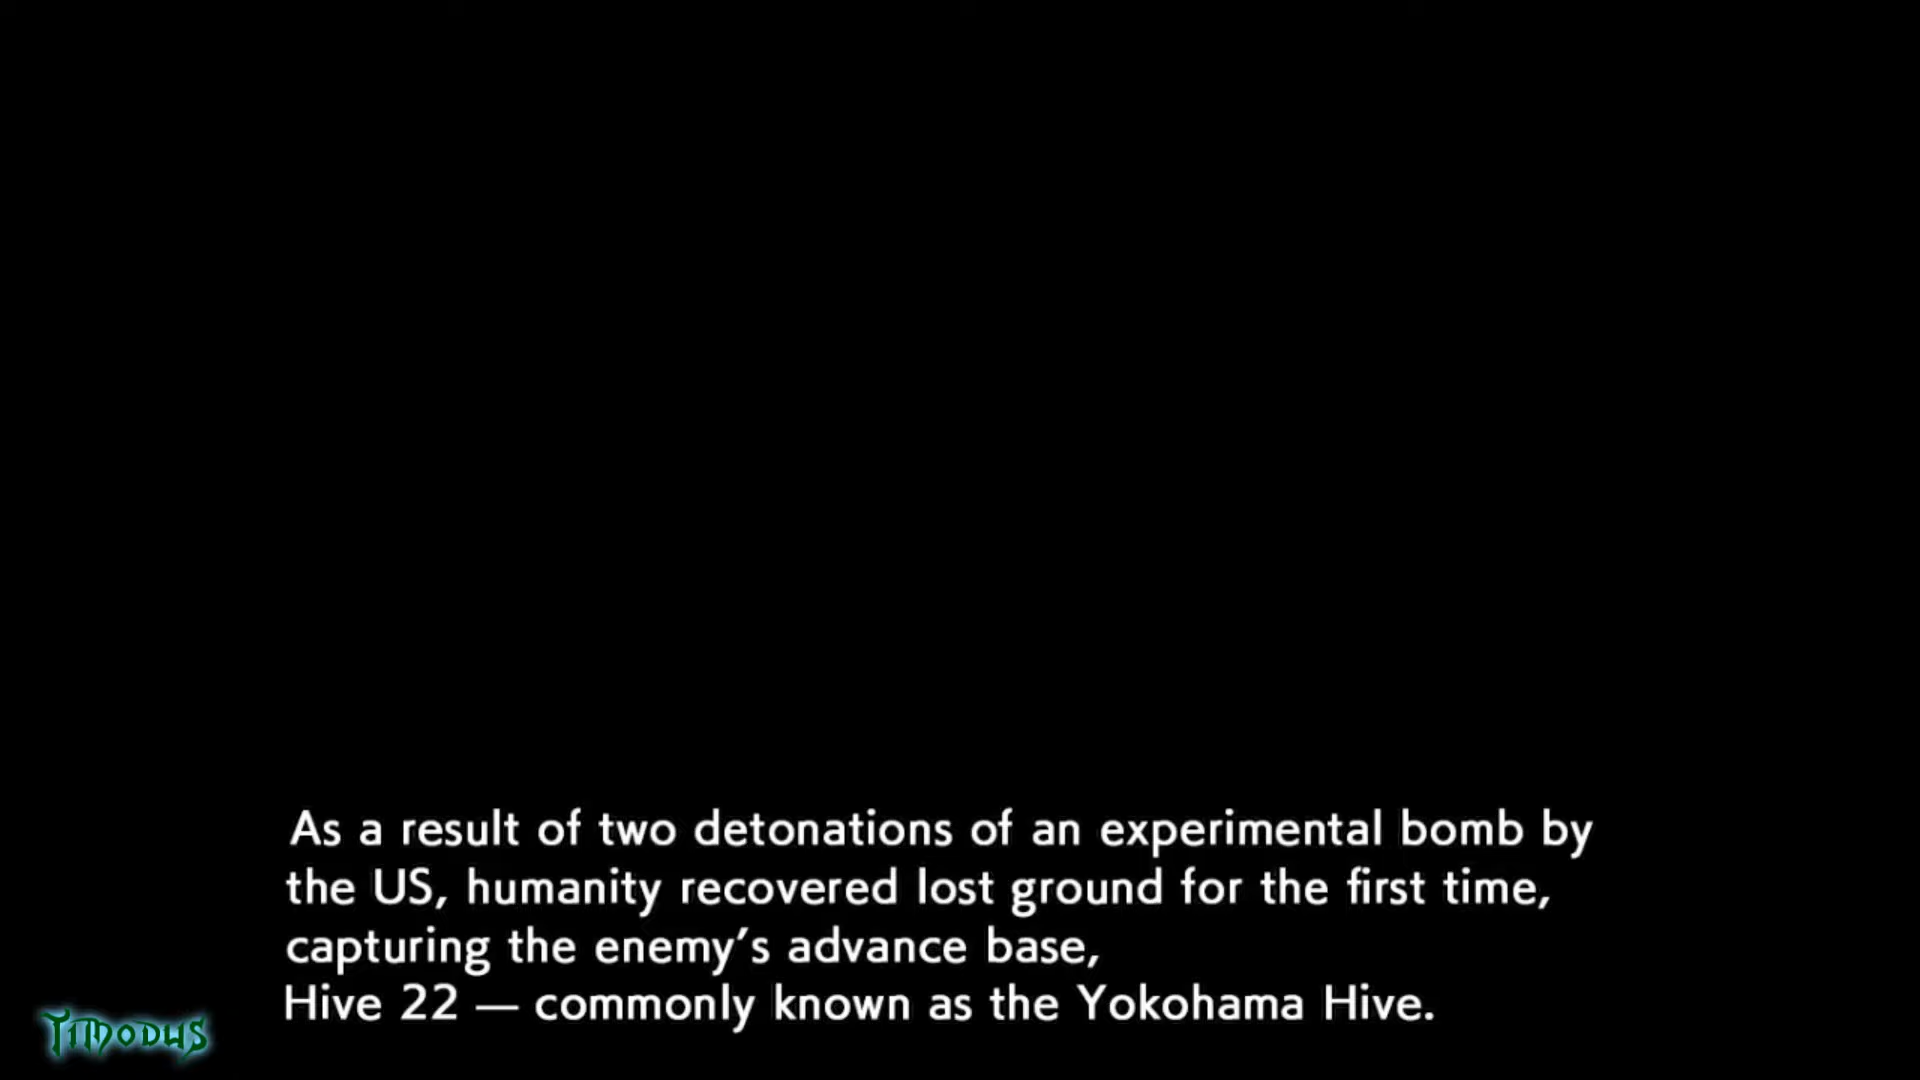 As a result of two detonations of an experimental bomb by
the US, humanity recovered lost ground for the first time,
capturing the enemy's advance base,
Hive 22 — commonly known as the Yokohama Hive.
Timodus